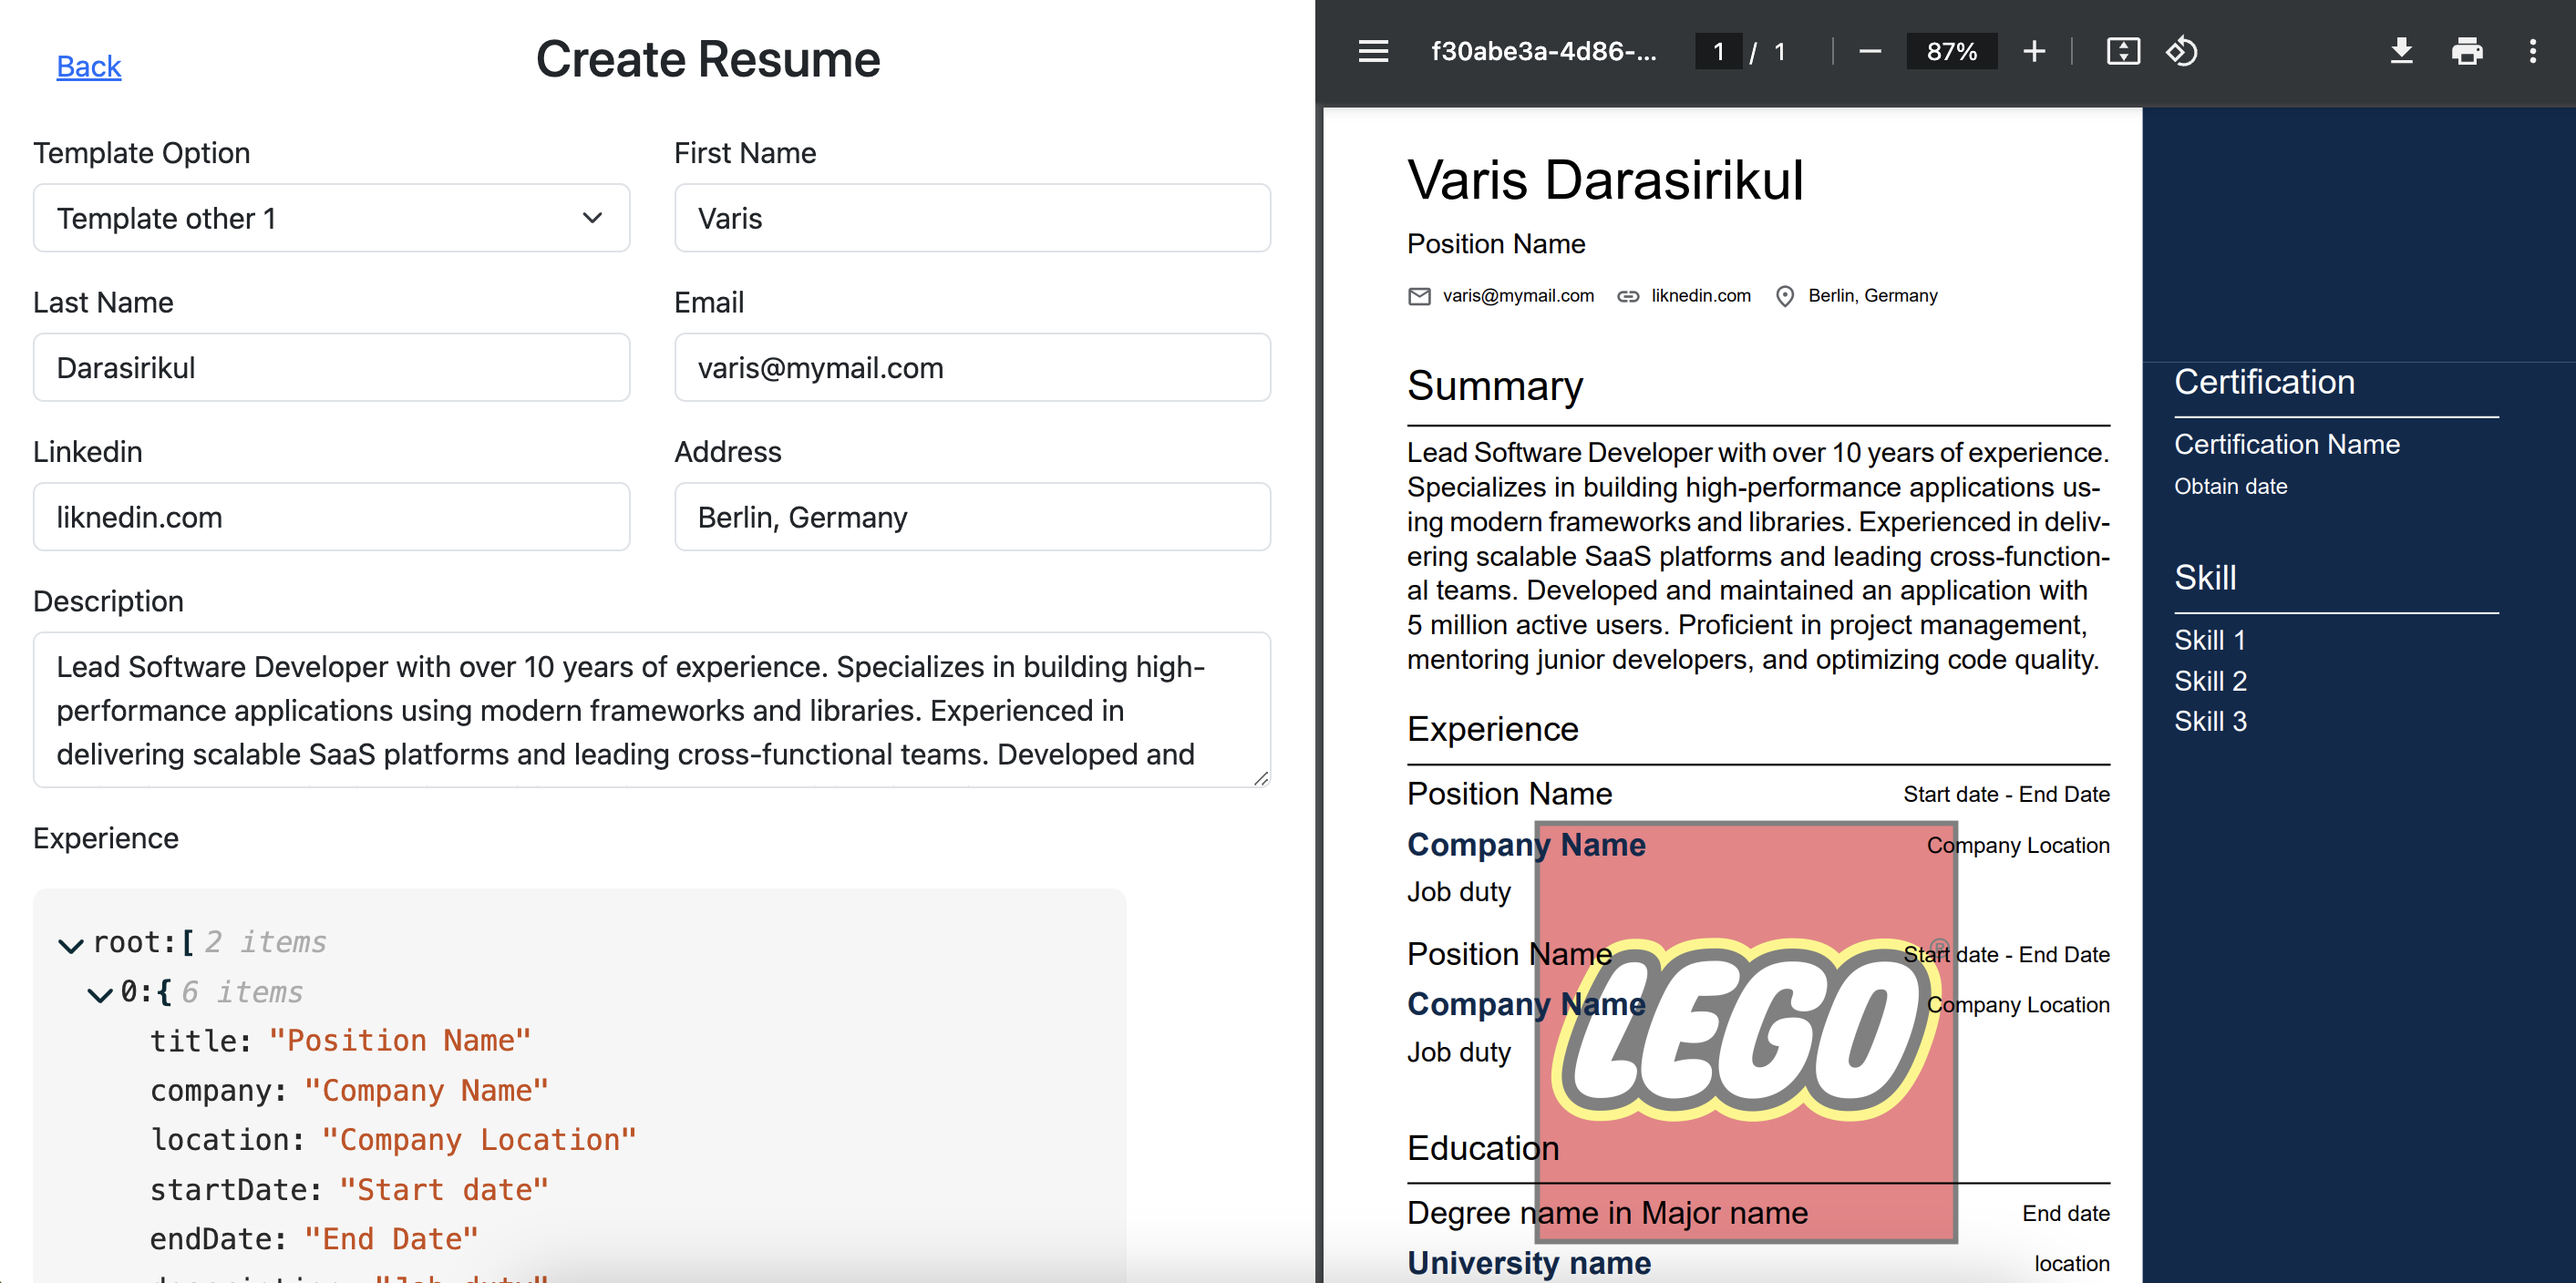 Back
Create Resume
Template Option
Template other 1
First Name
Varis
Last Name
Darasirikul
Email
varis@mymail.com
Linkedin
liknedin.com
Address
Berlin, Germany
Description
Lead Software Developer with over 10 years of experience. Specializes in building high-
performance applications using modern frameworks and libraries. Experienced in
delivering scalable SaaS platforms and leading cross-functional teams. Developed and
Experience
root:[ 2 items
0:{ 6 items
title: "Position Name"
company: "Company Name"
location: "Company Location"
startDate: "Start date"
endDate: "End Date"
f30abe3a-4d86-...
1 / 1
87%
Varis Darasirikul
Position Name
varis@mymail.com liknedin.com Berlin, Germany
Summary
Lead Software Developer with over 10 years of experience.
Specializes in building high-performance applications us-
ing modern frameworks and libraries. Experienced in deliv-
ering scalable SaaS platforms and leading cross-function-
al teams. Developed and maintained an application with
5 million active users. Proficient in project management,
mentoring junior developers, and optimizing code quality.
Experience
Position Name Start date - End Date
Company Name Company Location
Job duty
Position Name Start date - End Date
Company Name Company Location
Job duty
LEGO®
Education
Degree name in Major name End date
University name location
Certification
Certification Name
Obtain date
Skill
Skill 1
Skill 2
Skill 3